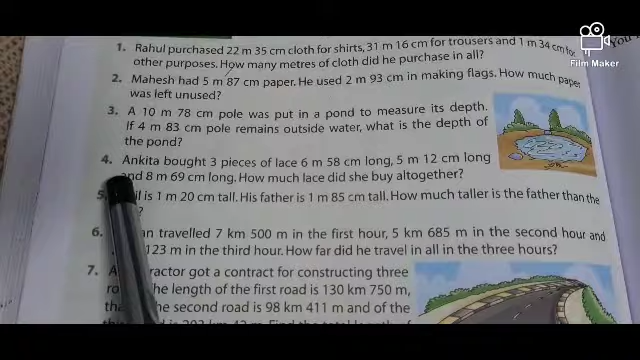 You
1. Rahul purchased 22 m 35 cm cloth for shirts, 31 m 16 cm for trousers and 1 m 34 cm for
other purposes. How many metres of cloth did he purchase in all?
Film Maker
2. Mahesh had 5 m 87 cm paper. He used 2 m 93 cm in making flags. How much paper
was left unused?
3. A 10 m 78 cm pole was put in a pond to measure its depth.
If 4 m 83 cm pole remains outside water, what is the depth of
the pond?
4. Ankita bought 3 pieces of lace 6 m 58 cm long, 5 m 12 cm long
and 8 m 69 cm long. How much lace did she buy altogether?
5. is 1 m 20 cm tall. His father is 1 m 85 cm tall. How much taller is the father than the
?
6. travelled 7 km 500 m in the first hour, 5 km 685 m in the second hour and
123 m in the third hour. How far did he travel in all in the three hours?
7. A got a contract for constructing three
The length of the first road is 130 km 750 m,
the second road is 98 km 411 m and of the